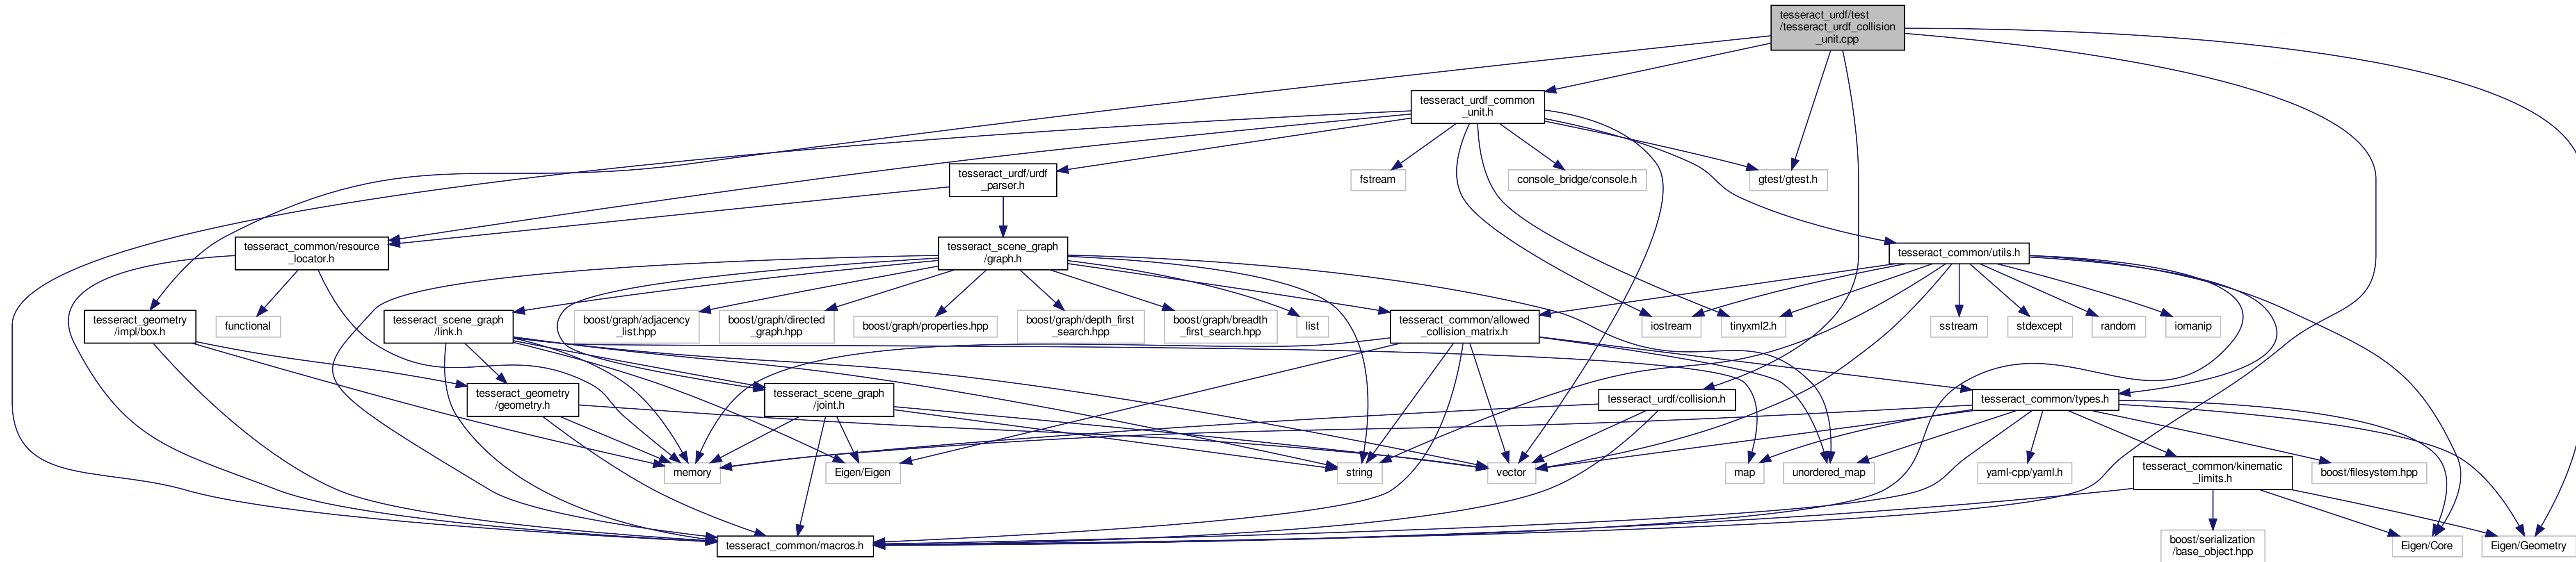 tesseract_urdf/test
/tesseract_urdf_collision
_unit.cpp
tesseract_urdf_common
_unit.h
tesseract_urdf/urdf
_parser.h
fstream
console_bridge/console.h
gtest/gtest.h
tesseract_common/resource
_locator.h
tesseract_scene_graph
/graph.h
tesseract_common/utils.h
tesseract_geometry
/impl/box.h
functional
tesseract_scene_graph
/link.h
boost/graph/adjacency
_list.hpp
boost/graph/directed
_graph.hpp
boost/graph/properties.hpp
boost/graph/depth_first
_search.hpp
boost/graph/breadth
_first_search.hpp
list
tesseract_common/allowed
_collision_matrix.h
iostream
tinyxml2.h
sstream
stdexcept
random
iomanip
tesseract_geometry
/geometry.h
tesseract_scene_graph
/joint.h
tesseract_urdf/collision.h
tesseract_common/types.h
memory
Eigen/Eigen
string
vector
map
unordered_map
yaml-cpp/yaml.h
tesseract_common/kinematic
_limits.h
boost/filesystem.hpp
tesseract_common/macros.h
boost/serialization
/base_object.hpp
Eigen/Core
Eigen/Geometry